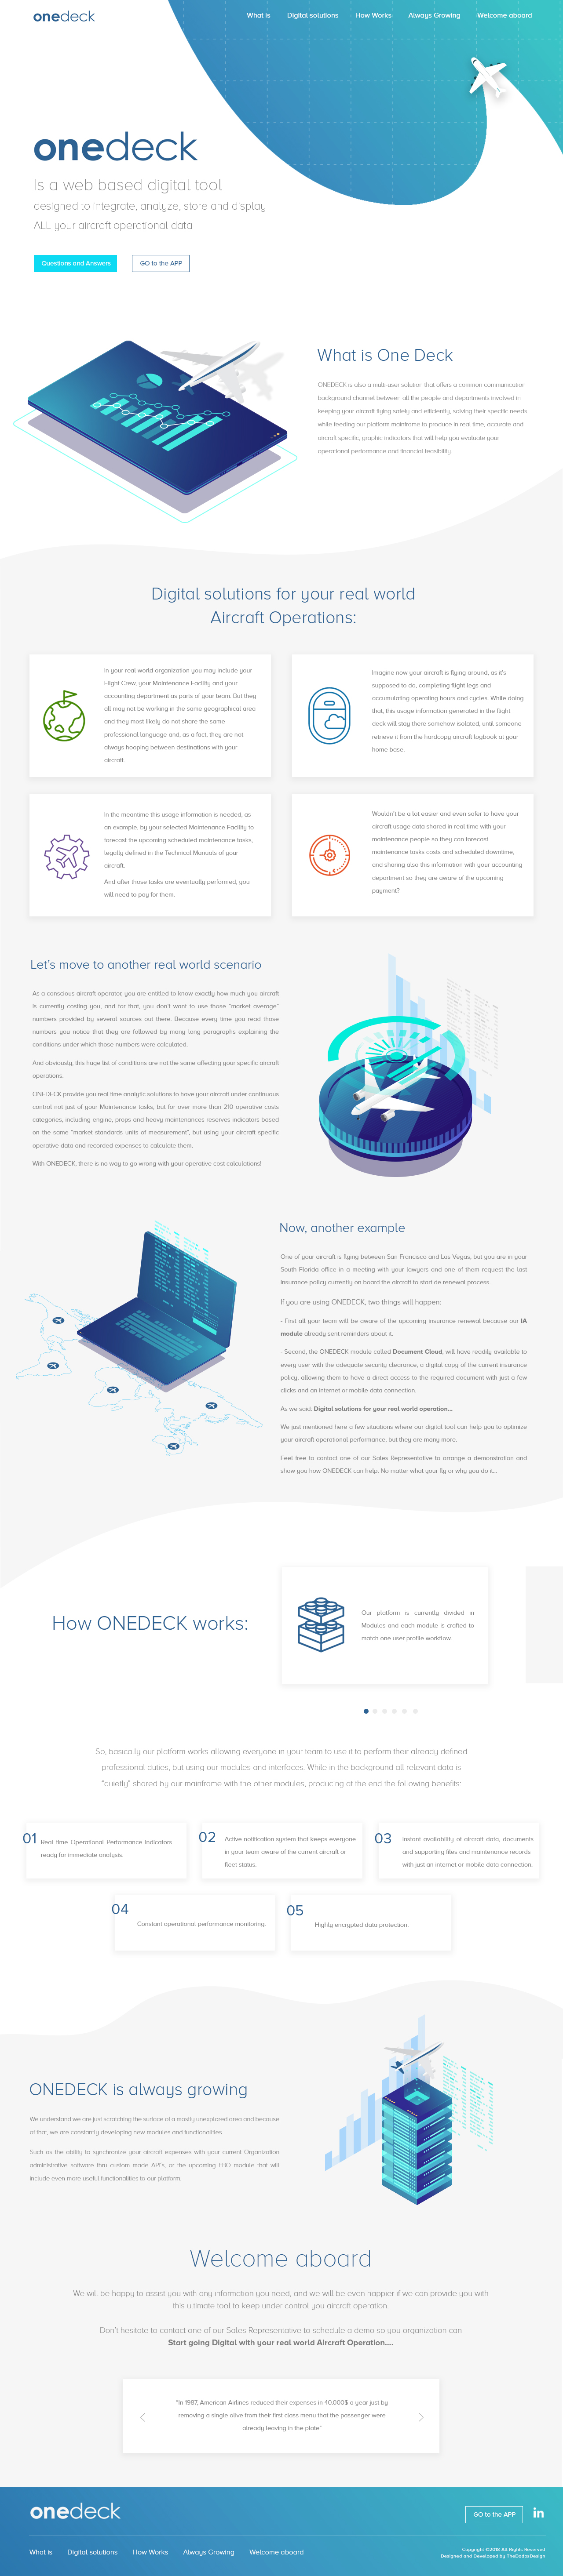 onedeck
What is Digital solutions How Works Always Growing Welcome aboard
onedeck
Is a web based digital tool
designed to integrate, analyze, store and display
ALL your aircraft operational data
Questions and Answers GO to the APP
What is One Deck
ONEDECK is also a multi-user solution that offers a common communication
background channel between all the people and departments involved in
keeping your aircraft flying safely and efficiently, solving their specific needs
while feeding our platform mainframe to produce in real time, accurate and
aircraft specific, graphic indicators that will help you evaluate your
operational performance and financial feasibility
Digital solutions for your real world
Aircraft Operations:
In your real world organization you may include your
Flight Crew, your Maintenance Facility and your
accounting department as parts of your team. But they
all may not be working in the same geographical area
and they most likely do not share the same
professional language and, as a fact, they are not
always hooping between destinations with your
aircraft.
Imagine now your aircraft is flying around, as it's
supposed to do, completing flight legs and
accumulating operating hours and cycles. While doing
that, this usage information generated in the flight
deck will stay there somehow isolated, until someone
retrieve it from the hardcopy aircraft logbook at your
home base.
In the meantime this usage information is needed, as
an example, by your selected Maintenance Facility to
forecast the upcoming scheduled maintenance tasks,
legally defined in the Technical Manuals of your
aircraft.
And after those tasks are eventually performed, you
will need to pay for them.
Wouldn't be a lot easier and even safer to have your
aircraft usage data shared in real time with your
maintenance people so they can forecast
maintenance tasks costs and scheduled downtime,
and sharing also this information with your accounting
department so they are aware of the upcoming
payment?
Let's move to another real world scenario
As a conscious aircraft operator, you are entitled to know exactly how much you aircraft
is currently costing you, and for that, you don't want to use those "market average"
numbers provided by several sources out there. Because every time you read those
numbers you notice that they are followed by many long paragraphs explaining the
conditions under which those numbers were calculated.
And obviously, this huge list of conditions are not the same affecting your specific aircraft
operations.
ONEDECK provide you real time analytic solutions to have your aircraft under continuous
control not just of your Maintenance tasks, but for over more than 210 operative costs
categories, including engine, props and heavy maintenances reserves indicators based
on the same "market standards units of measurement", but using your aircraft specific
operative data and recorded expenses to calculate them.
With ONEDECK, there is no way to go wrong with your operative cost calculations!
Now, another example
One of your aircraft is flying between San Francisco and Las Vegas, but you are in your
South Florida office in a meeting with your lawyers and one of them request the last
insurance policy currently on board the aircraft to start de renewal process.
If you are using ONEDECK, two things will happen:
- First all your team will be aware of the upcoming insurance renewal because our IA
module already sent reminders about it.
- Second, the ONEDECK module called Document Cloud, will have readily available to
every user with the adequate security clearance, a digital copy of the current insurance
policy, allowing them to have a direct access to the required document with just a few
clicks and an internet or mobile data connection.
As we said: Digital solutions for your real world operation...
We just mentioned here a few situations where our digital tool can help you to optimize
your aircraft operational performance, but they are many more.
Feel free to contact one of our Sales Representative to arrange a demonstration and
show you how ONEDECK can help. No matter what your fly or why you do it...
How ONEDECK works:
Our platform is currently divided in
Modules and each module is crafted to
match one user profile workflow.
So, basically our platform works allowing everyone in your team to use it to perform their already defined
professional duties, but using our modules and interfaces. While in the background all relevant data is
"quietly" shared by our mainframe with the other modules, producing at the end the following benefits:
01 Real time Operational Performance indicators
ready for immediate analysis.
02 Active notification system that keeps everyone
in your team aware of the current aircraft or
fleet status.
03 Instant availability of aircraft data, documents
and supporting files and maintenance records
with just an internet or mobile data connection.
04
Constant operational performance monitoring.
05
Highly encrypted data protection.
ONEDECK is always growing
We understand we are just scratching the surface of a mostly unexplored area and because
of that, we are constantly developing new modules and functionalities.
Such as the ability to synchronize your aircraft expenses with your current Organization
administrative software thru custom made APIs, or the upcoming FBO module that will
include even more useful functionalities to our platform.
Welcome aboard
We will be happy to assist you with any information you need, and we will be even happier if we can provide you with
this ultimate tool to keep under control you aircraft operation.
Don't hesitate to contact one of our Sales Representative to schedule a demo so you organization can
Start going Digital with your real world Aircraft Operation....
"In 1987, American Airlines reduced their expenses in 40.000$ a year just by
removing a single olive from their first class menu that the passenger were
already leaving in the plate"
onedeck
GO to the APP in
What is Digital solutions How Works Always Growing Welcome aboard
Copyright ©2018 All Rights Reserved
Designed and Developed by